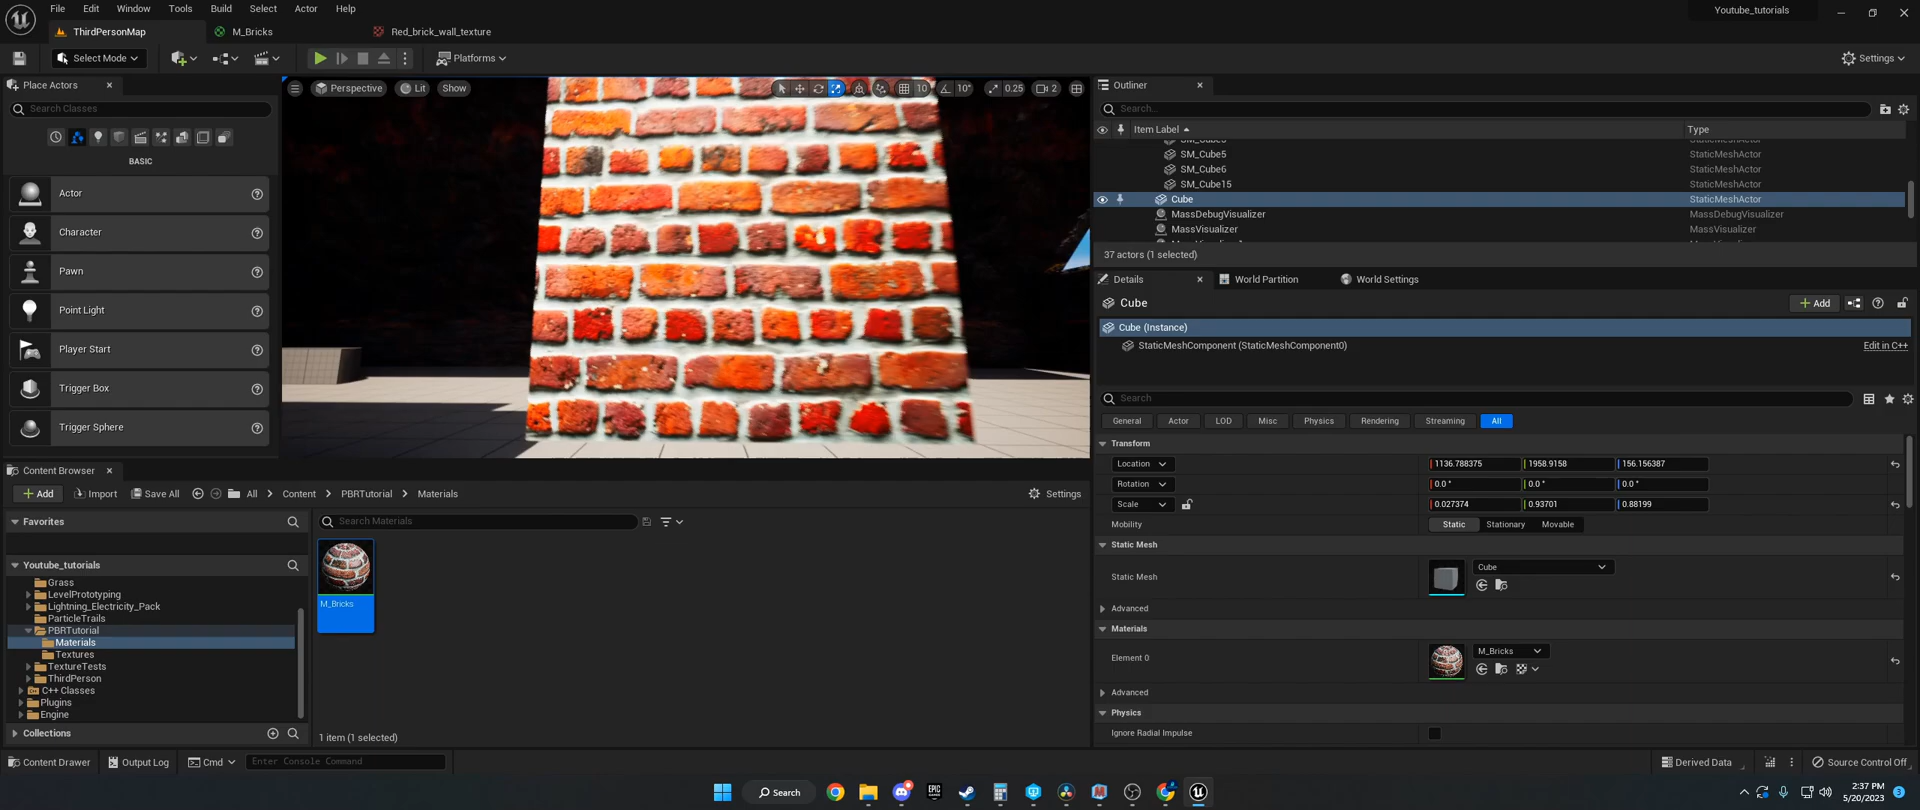 File Edit Window Tools Build Select Actor Help
Youtube_tutorials
ThirdPersonMap
M_Bricks
Red_brick_wall_texture
Select Mode
Platforms
Settings
Place Actors
Search Classes
BASIC
Actor
Character
Pawn
Point Light
Player Start
Trigger Box
Trigger Sphere
Perspective Lit Show
10 10° 0.25 2
Outliner
Search...
Item Label Type
SM_Cube5 StaticMeshActor
SM_Cube6 StaticMeshActor
SM_Cube15 StaticMeshActor
Cube StaticMeshActor
MassDebugVisualizer MassDebugVisualizer
MassVisualizer MassVisualizer
37 actors (1 selected)
Details World Partition World Settings
Cube
Add
Cube (Instance)
StaticMeshComponent (StaticMeshComponent0) Edit in C++
Search
General Actor LOD Misc Physics Rendering Streaming All
Transform
Location 1136.788375 1958.9158 156.156387
Rotation 0.0 ° 0.0 ° 0.0 °
Scale 0.027374 0.93701 0.88199
Mobility Static Stationary Movable
Static Mesh
Static Mesh Cube
Advanced
Materials
Element 0 M_Bricks
Advanced
Physics
Ignore Radial Impulse
Content Browser
Add Import Save All All Content PBRTutorial Materials Settings
Favorites
Search Materials
Youtube_tutorials
Grass
LevelPrototyping
Lightning_Electricity_Pack
ParticleTrails
PBRTutorial
Materials
Textures
TextureTests
ThirdPerson
C++ Classes
Plugins
Engine
Collections
M_Bricks
1 item (1 selected)
Content Drawer Output Log Cmd Enter Console Command Derived Data Source Control Off
Search
2:37 PM
5/20/2023
3